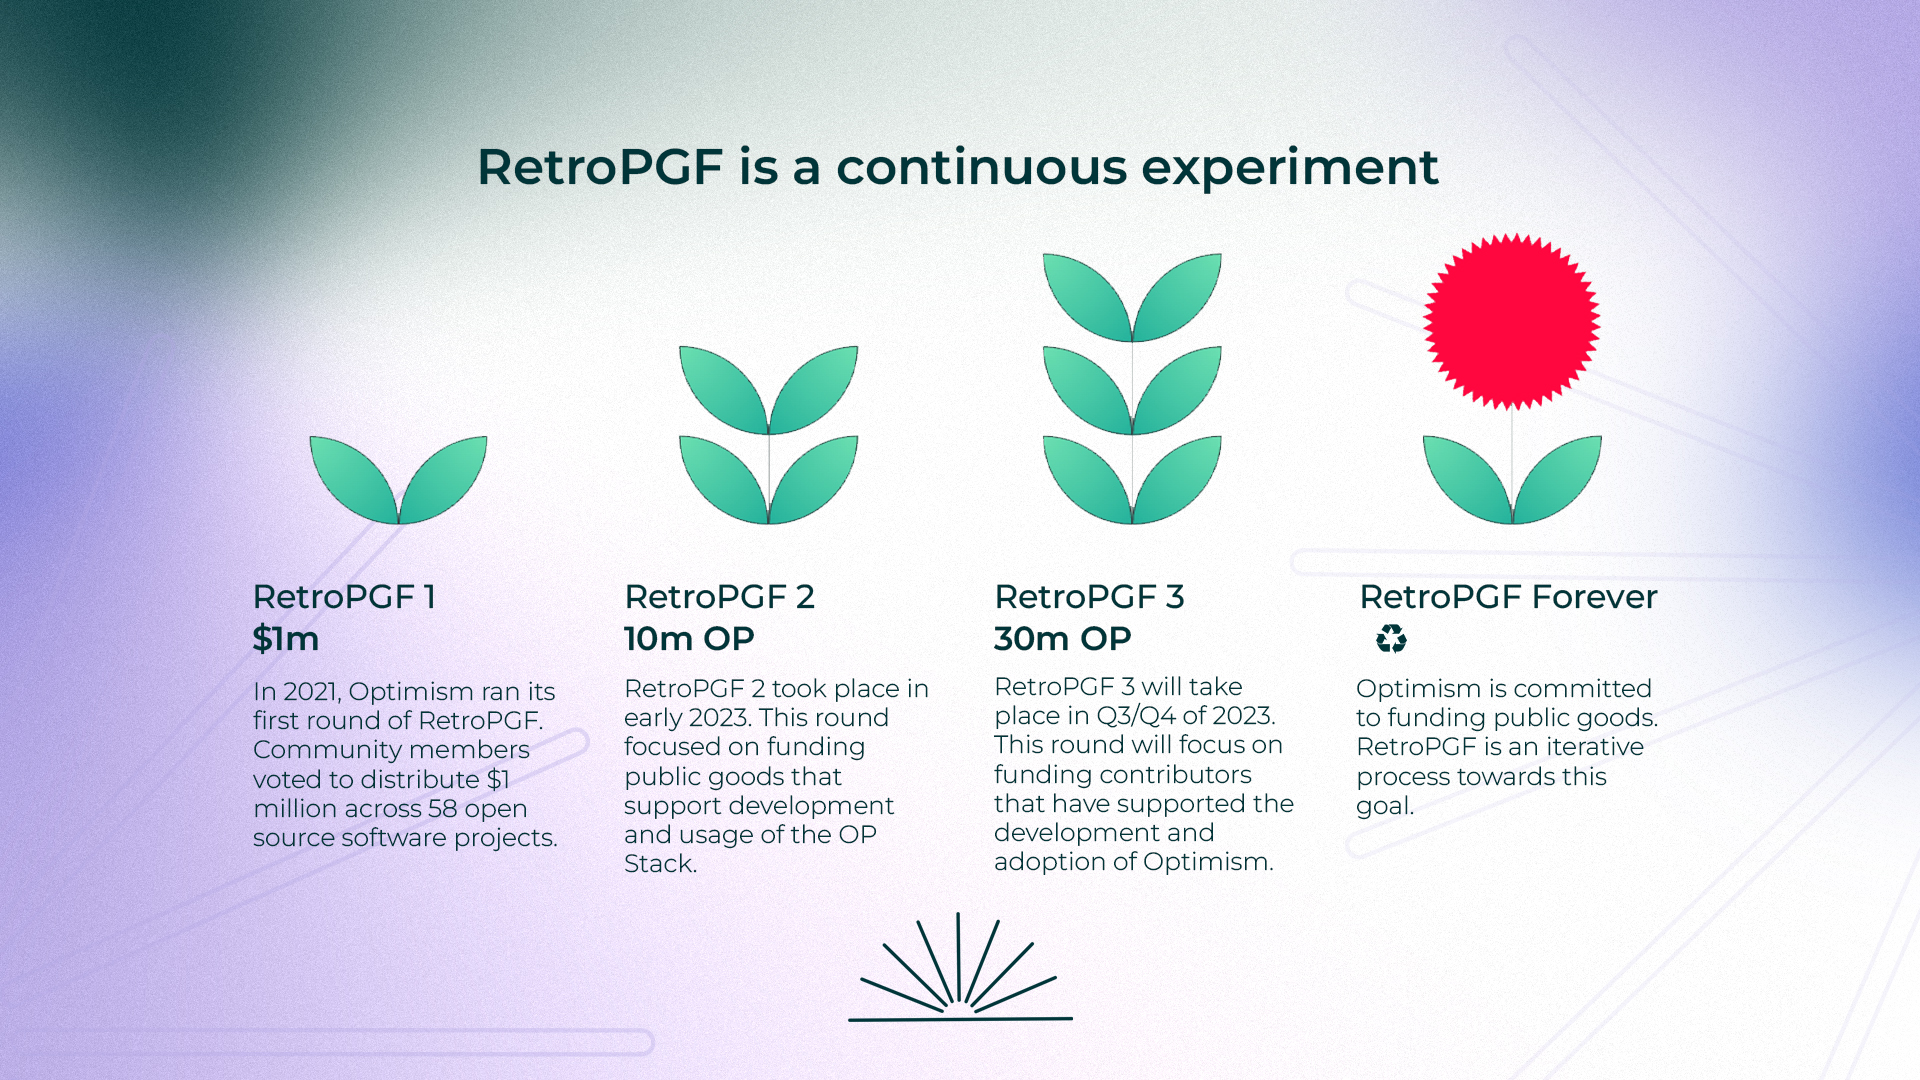 RetroPGF is a continuous experiment
RetroPGF 1
$1m
In 2021, Optimism ran its
first round of RetroPGF.
Community members
voted to distribute $1
million across 58 open
source software projects.
RetroPGF 2
10m OP
RetroPGF 2 took place in
early 2023. This round
focused on funding
public goods that
support development
and usage of the OP
Stack.
RetroPGF 3
30m OP
RetroPGF 3 will take
place in Q3/Q4 of 2023.
This round will focus on
funding contributors
that have supported the
development and
adoption of Optimism.
RetroPGF Forever
♻
Optimism is committed
to funding public goods.
RetroPGF is an iterative
process towards this
goal.